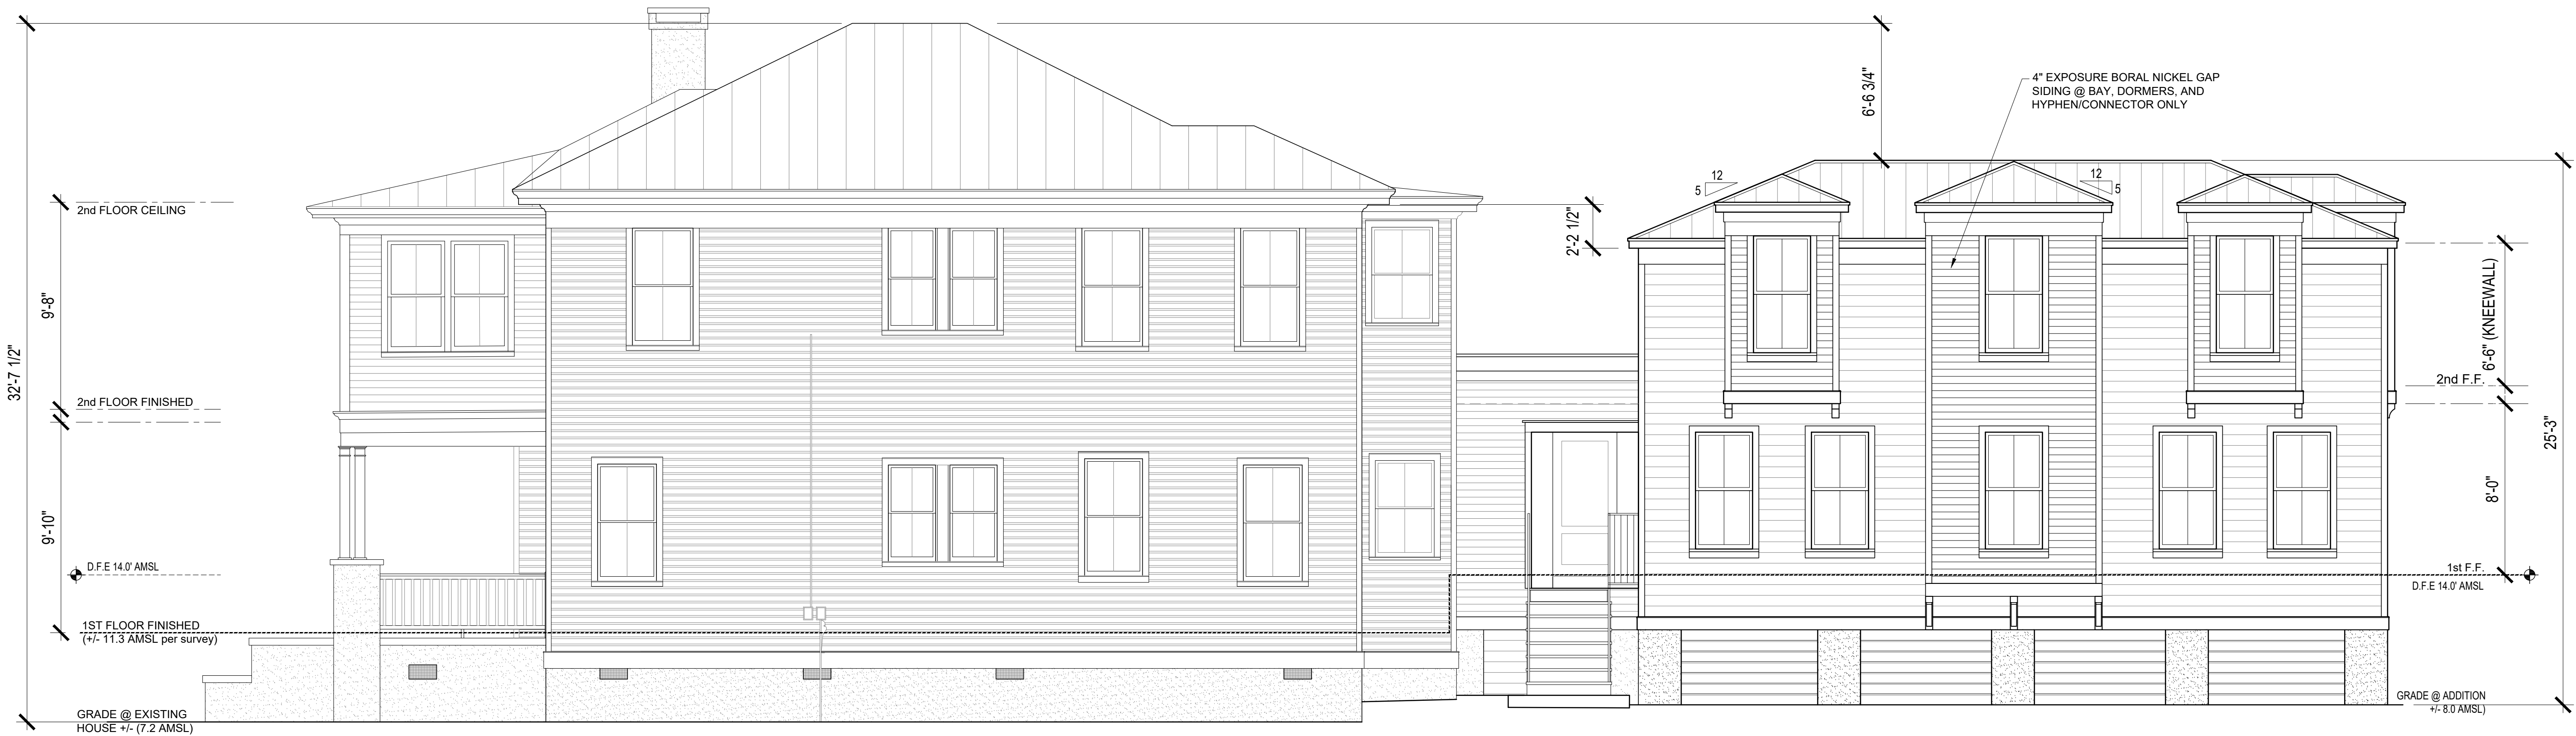 32'-7 1/2"
9'-8"
9'-10"
2nd FLOOR CEILING
2nd FLOOR FINISHED
D.F.E 14.0' AMSL
1ST FLOOR FINISHED
(+/- 11.3 AMSL per survey)
GRADE @ EXISTING
HOUSE +/- (7.2 AMSL)
6'-6 3/4"
2'-2 1/2"
4" EXPOSURE BORAL NICKEL GAP
SIDING @ BAY, DORMERS, AND
HYPHEN/CONNECTOR ONLY
12
5
12
5
6'-6" (KNEEWALL)
2nd F.F.
8'-0"
25'-3"
1st F.F.
D.F.E 14.0' AMSL
GRADE @ ADDITION
+/- 8.0 AMSL)